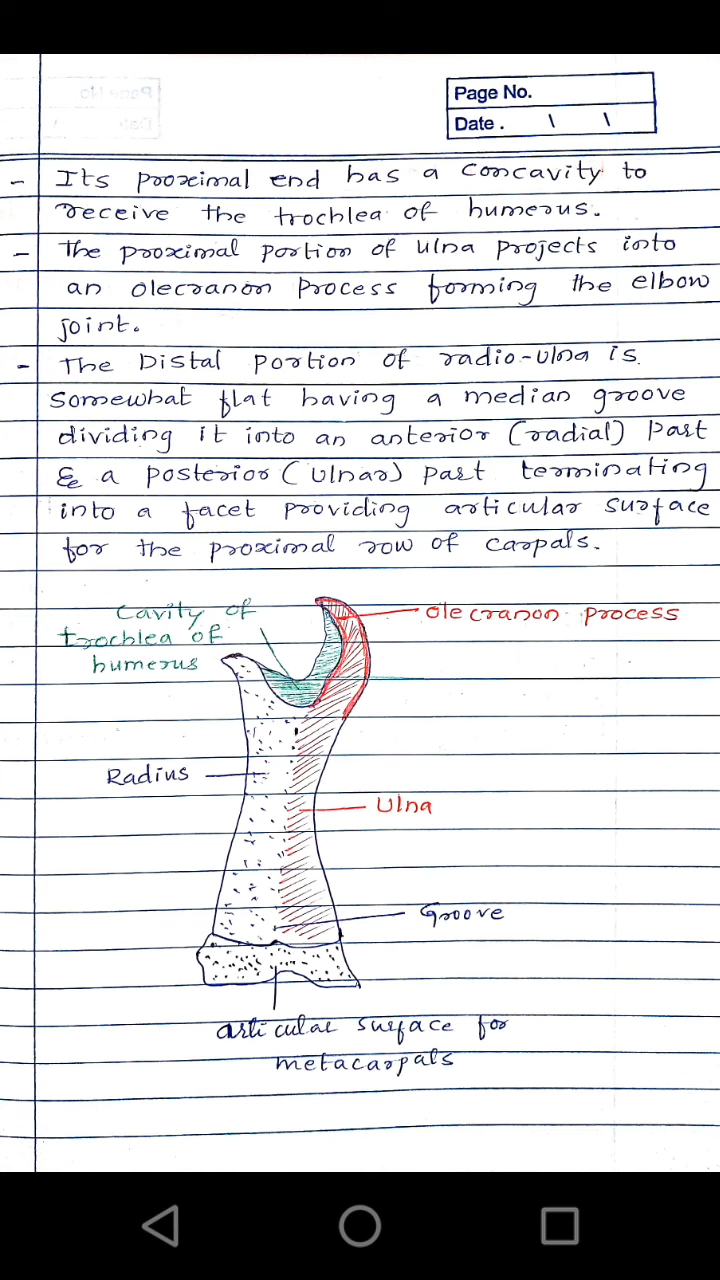 Page No.
Date . \ \
- Its proximal end has a concavity to
receive the trochlea of humerus.
- The proximal portion of ulna projects into
an olecranon process forming the elbow
joint.
- The Distal portion of radio-ulna is.
Somewhat flat having a median groove
dividing it into an anterior (radial) part
& a posterior (ulnar) part terminating
into a facet providing articular surface
for the proximal row of carpals.
Cavity of
trochlea of
humerus
Olecranon process
Radius
Ulna
Groove
articular surface for
metacarpals